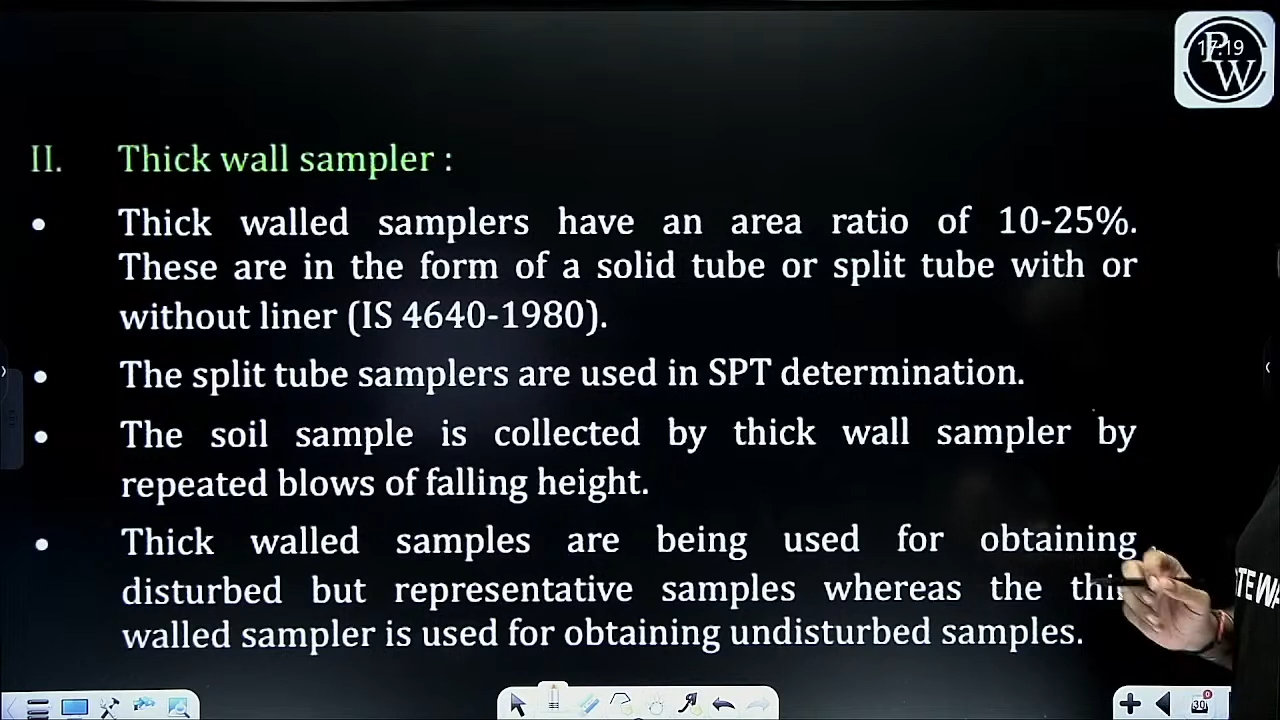 17:19
PW
II. Thick wall sampler :
• Thick walled samplers have an area ratio of 10-25%.
These are in the form of a solid tube or split tube with or
without liner (IS 4640-1980).
• The split tube samplers are used in SPT determination.
• The soil sample is collected by thick wall sampler by
repeated blows of falling height.
• Thick walled samples are being used for obtaining
disturbed but representative samples whereas the
walled sampler is used for obtaining undisturbed samples.
30